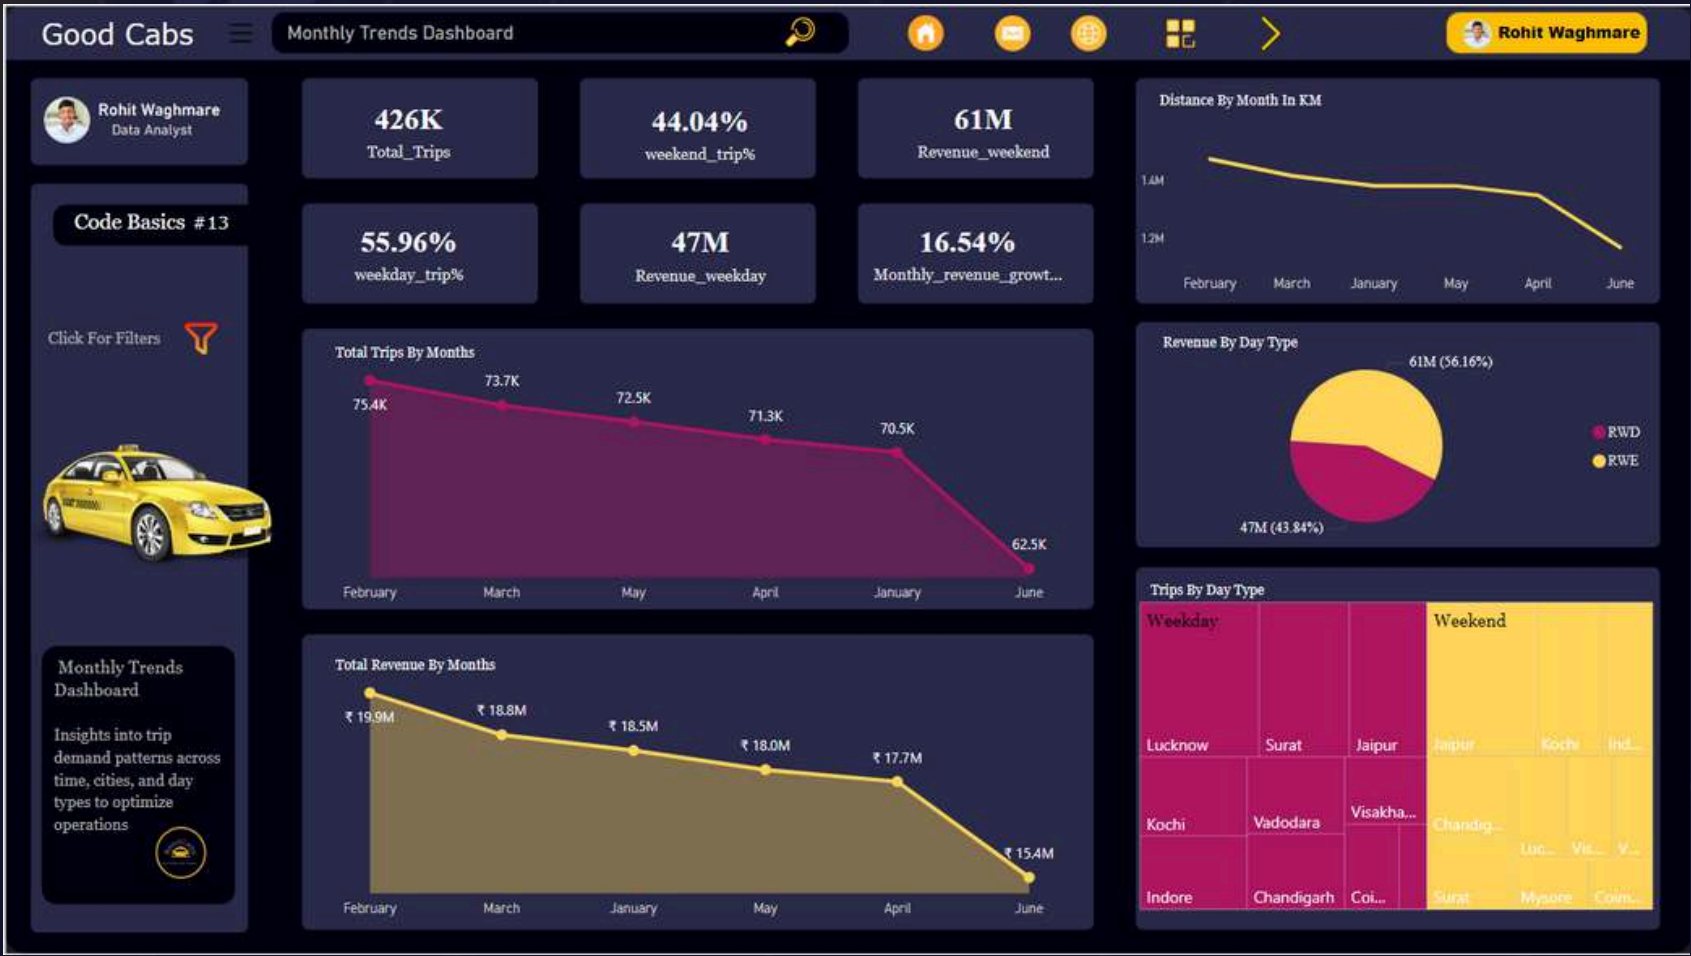 Good Cabs
Monthly Trends Dashboard
Rohit Waghmare
Rohit Waghmare
Data Analyst
Code Basics #13
Click For Filters
Monthly Trends
Dashboard
Insights into trip
demand patterns across
time, cities, and day
types to optimize
operations
426K
Total_Trips
44.04%
weekend_trip%
61M
Revenue_weekend
55.96%
weekday_trip%
47M
Revenue_weekday
16.54%
Monthly_revenue_growt...
Total Trips By Months
75.4K
73.7K
72.5K
71.3K
70.5K
62.5K
February March May April January June
Total Revenue By Months
₹ 19.9M
₹ 18.8M
₹ 18.5M
₹ 18.0M
₹ 17.7M
₹ 15.4M
February March January May April June
Distance By Month In KM
1.4M
1.2M
February March January May April June
Revenue By Day Type
61M (56.16%)
47M (43.84%)
RWD
RWE
Trips By Day Type
Weekday Weekend
Lucknow Surat Jaipur Jaipur Kochi Ind...
Kochi Vadodara Visakha... Chandig... Luc... Vis... V...
Indore Chandigarh Coi... Surat Mysore Coim...